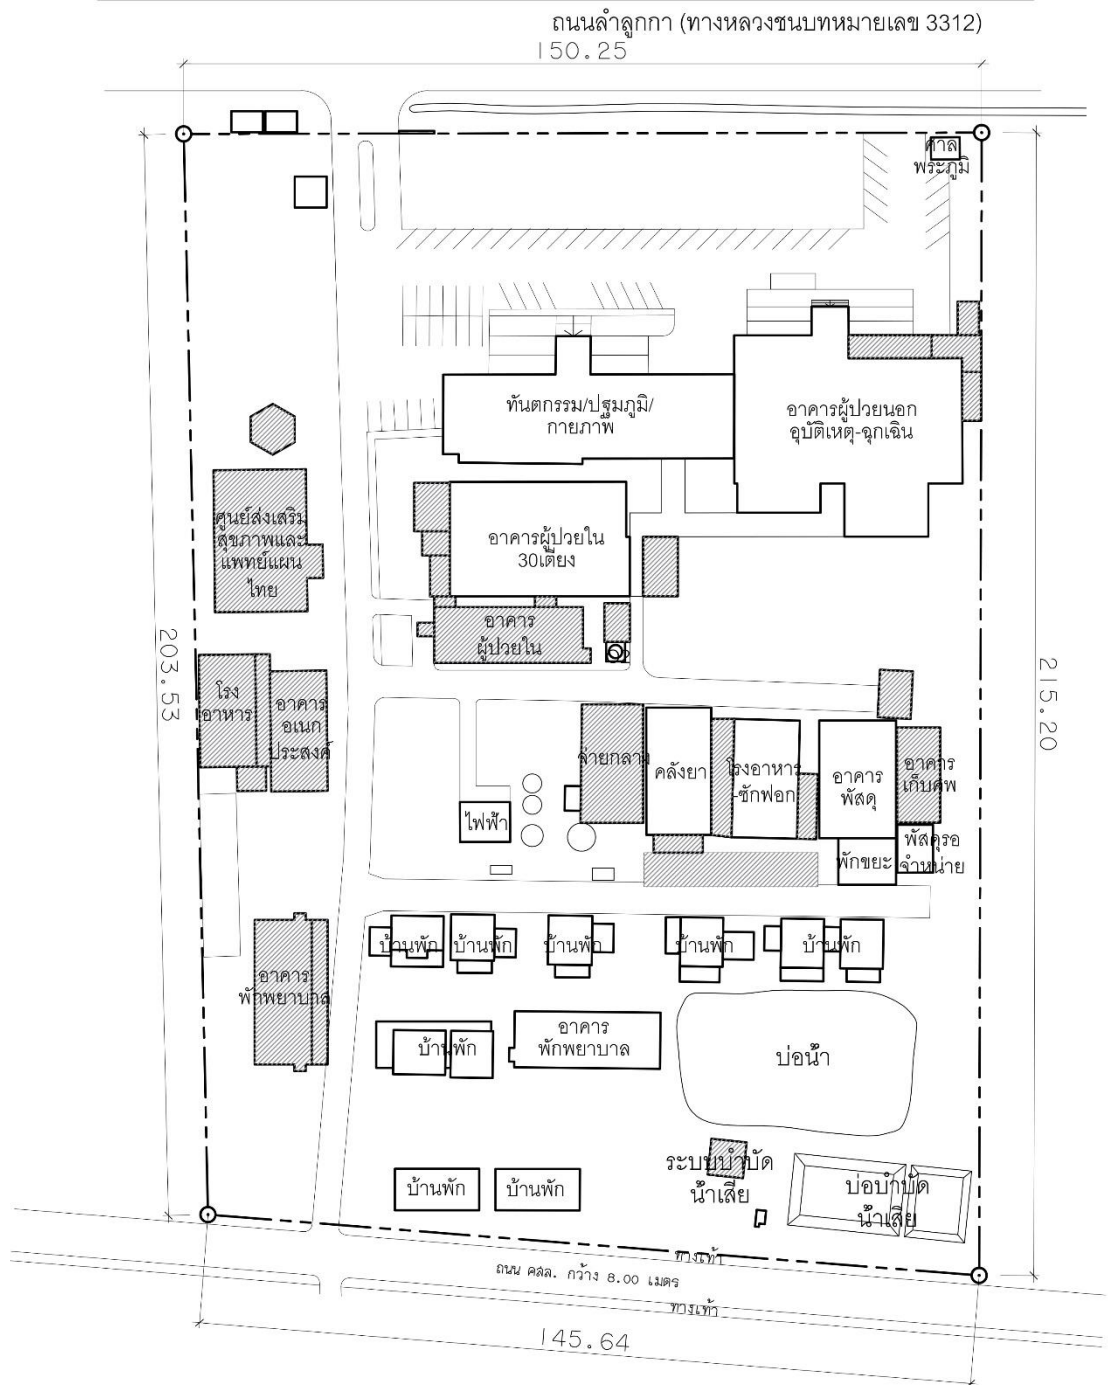 ถนนลำลูกกา (ทางหลวงชนบทหมายเลข 3312)
150.25
ศาล
พระภูมิ
ทันตกรรม/ปฐมภูมิ/
กายภาพ
อาคารผู้ป่วยนอก
อุบัติเหตุ-ฉุกเฉิน
ศูนย์ส่งเสริม
สุขภาพและ
แพทย์แผน
ไทย
อาคารผู้ป่วยใน
30เตียง
อาคาร
ผู้ป่วยใน
203.53
215.20
โรง
อาหาร
อาคาร
อเนก
ประสงค์
จ่ายกลาง
คลังยา
โรงอาหาร
-ซักฟอก
อาคาร
พัสดุ
อาคาร
เก็บศพ
ไฟฟ้า
พักขยะ
พัสดุรอ
จำหน่าย
บ้านพัก
บ้านพัก
บ้านพัก
บ้านพัก
บ้านพัก
อาคาร
พักพยาบาล
บ้านพัก
อาคาร
พักพยาบาล
บ่อน้ำ
ระบบบำบัด
น้ำเสีย
บ่อบำบัด
น้ำเสีย
บ้านพัก
บ้านพัก
ทางเท้า
ถนน คสล. กว้าง 8.00 เมตร
ทางเท้า
145.64